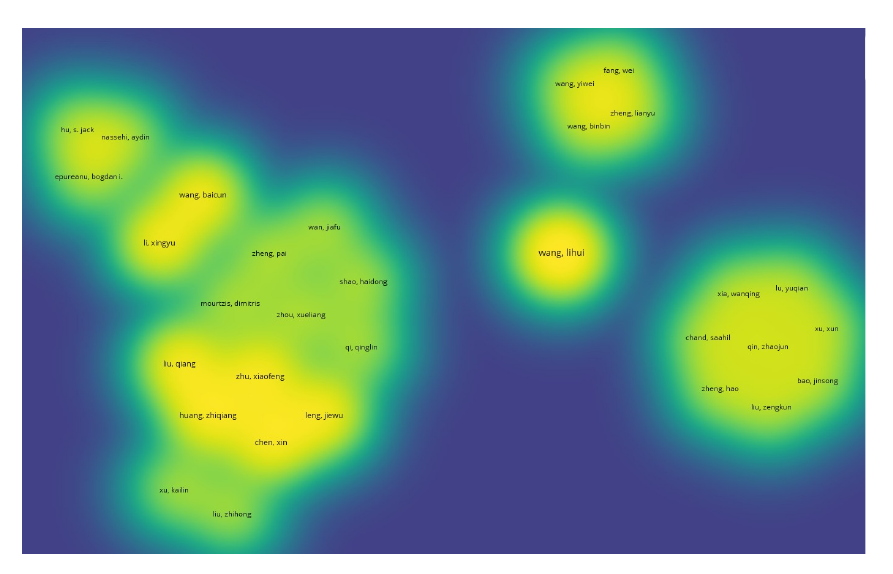 fang, wei
wang, yiwei
zheng, lianyu
wang, binbin
hu, s. jack
nassehi, aydin
epureanu, bogdan i.
wang, baicun
li, xingyu
wan, jiafu
zheng, pai
wang, lihui
shao, haidong
mourtzis, dimitris
zhou, xueliang
qi, qinglin
liu, qiang
zhu, xiaofeng
huang, zhiqiang
leng, jiewu
chen, xin
xu, kailin
liu, zhihong
lu, yuqian
xia, wanqing
xu, xun
chand, saahil
qin, zhaojun
bao, jinsong
zheng, hao
liu, zengkun